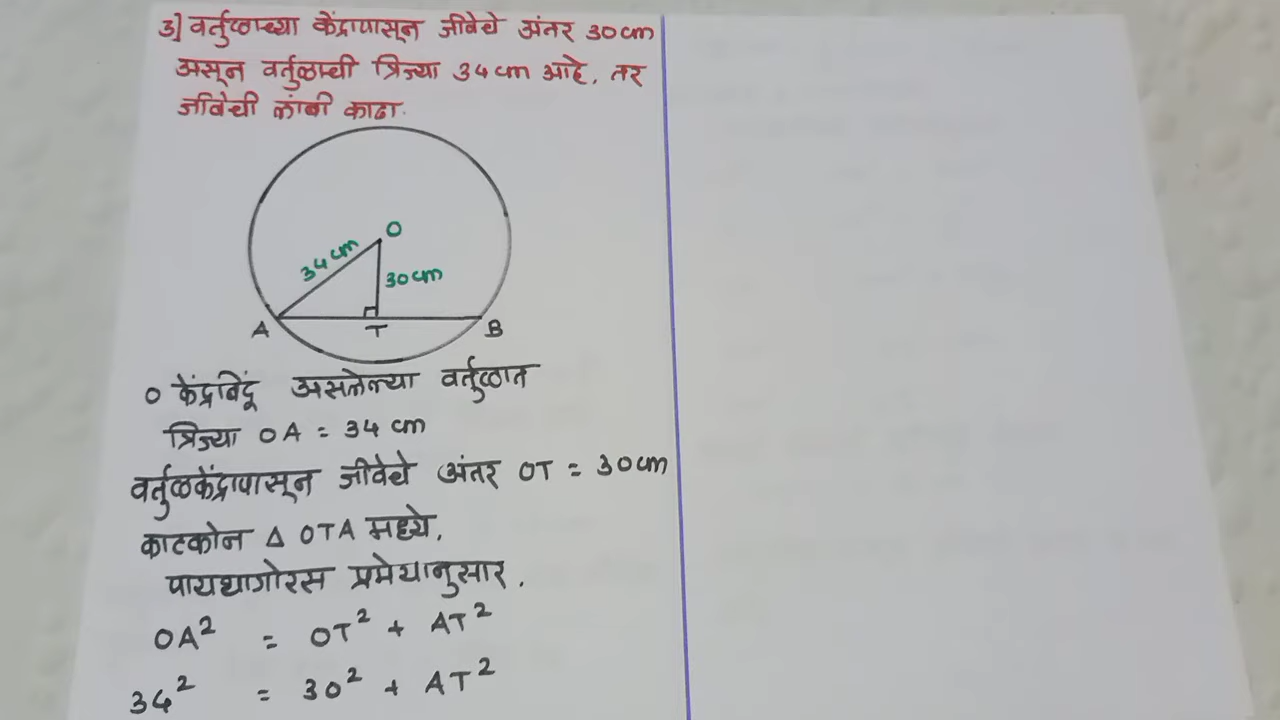 3] वर्तुळाच्या केंद्रापासून जीवेचे अंतर 30cm
असून वर्तुळाची त्रिज्या 34cm आहे. तर
जीवेची लांबी काढा.
O
34cm
30cm
A T B
O केंद्रबिंदू असलेल्या वर्तुळात
त्रिज्या OA = 34 cm
वर्तुळकेंद्रापासून जीवेचे अंतर OT = 30cm
काटकोन Δ OTA मध्ये,
पायथागोरस प्रमेयानुसार.
OA² = OT² + AT²
34² = 30² + AT²